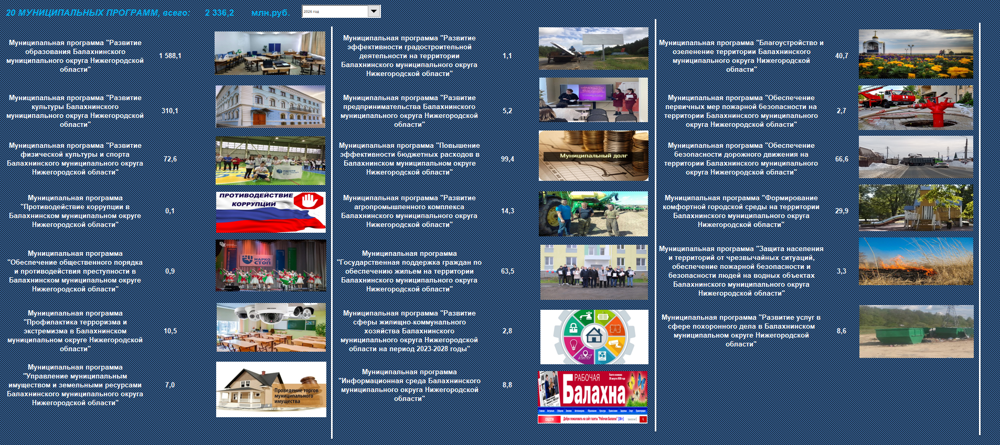 20 МУНИЦИПАЛЬНЫХ ПРОГРАММ, всего: 2 336,2 млн.руб.
2026 год
Муниципальная программа "Развитие
образования Балахнинского
муниципального округа Нижегородской
области"
1 588,1
Муниципальная программа "Развитие
культуры Балахнинского
муниципального округа Нижегородской
области"
310,1
Муниципальная программа "Развитие
физической культуры и спорта
Балахнинского муниципального округа
Нижегородской области"
72,6
РОССЕТИ
Муниципальная программа
"Противодействие коррупции в
Балахнинском муниципальном округе
Нижегородской области"
0,1
ПРОТИВОДЕЙСТВИЕ
КОРРУПЦИИ
Муниципальная программа
"Обеспечение общественного порядка
и противодействия преступности в
Балахнинском муниципальном округе
Нижегородской области"
0,9
НАРКО
СТОП
Муниципальная программа
"Профилактика терроризма и
экстремизма в Балахнинском
муниципальном округе Нижегородской
области"
10,5
Муниципальная программа
"Управление муниципальным
имуществом и земельными ресурсами
Балахнинского муниципального округа
Нижегородской области"
7,0
Проведение торгов
муниципального
имущества
Муниципальная программа "Развитие
эффективности градостроительной
деятельности на территории
Балахнинского муниципального округа
Нижегородской области"
1,1
Муниципальная программа "Развитие
предпринимательства Балахнинского
муниципального округа Нижегородской
области"
5,2
Муниципальная программа "Повышение
эффективности бюджетных расходов в
Балахнинском муниципальном округе
Нижегородской области"
99,4
Муниципальный долг
Муниципальная программа "Развитие
агропромышленного комплекса
Балахнинского муниципального округа
Нижегородской области"
14,3
Муниципальная программа
"Государственная поддержка граждан по
обеспечению жильем на территории
Балахнинского муниципального округа
Нижегородской области"
63,5
Муниципальная программа "Развитие
сферы жилищно-коммунального
хозяйства Балахнинского
муниципального округа Нижегородской
области на период 2023-2028 годы"
2,8
Муниципальная программа
"Информационная среда Балахнинского
муниципального округа Нижегородской
области"
8,8
РАБОЧАЯ
Балахна
Добро пожаловать на сайт газеты "Рабочая Балахна" (16+)
Муниципальная программа "Благоустройство и
озеленение территории Балахнинского
муниципального округа Нижегородской
области"
40,7
Муниципальная программа "Обеспечение
первичных мер пожарной безопасности на
территории Балахнинского муниципального
округа Нижегородской области"
2,7
Муниципальная программа "Обеспечение
безопасности дорожного движения на
территории Балахнинского муниципального
округа Нижегородской области"
66,6
Муниципальная программа "Формирование
комфортной городской среды на территории
Балахнинского муниципального округа
Нижегородской области"
29,9
Муниципальная программа "Защита населения
и территорий от чрезвычайных ситуаций,
обеспечение пожарной безопасности и
безопасности людей на водных объектах
Балахнинского муниципального округа
Нижегородской области"
3,3
Муниципальная программа "Развитие услуг в
сфере похоронного дела в Балахнинском
муниципальном округе Нижегородской
области"
8,6